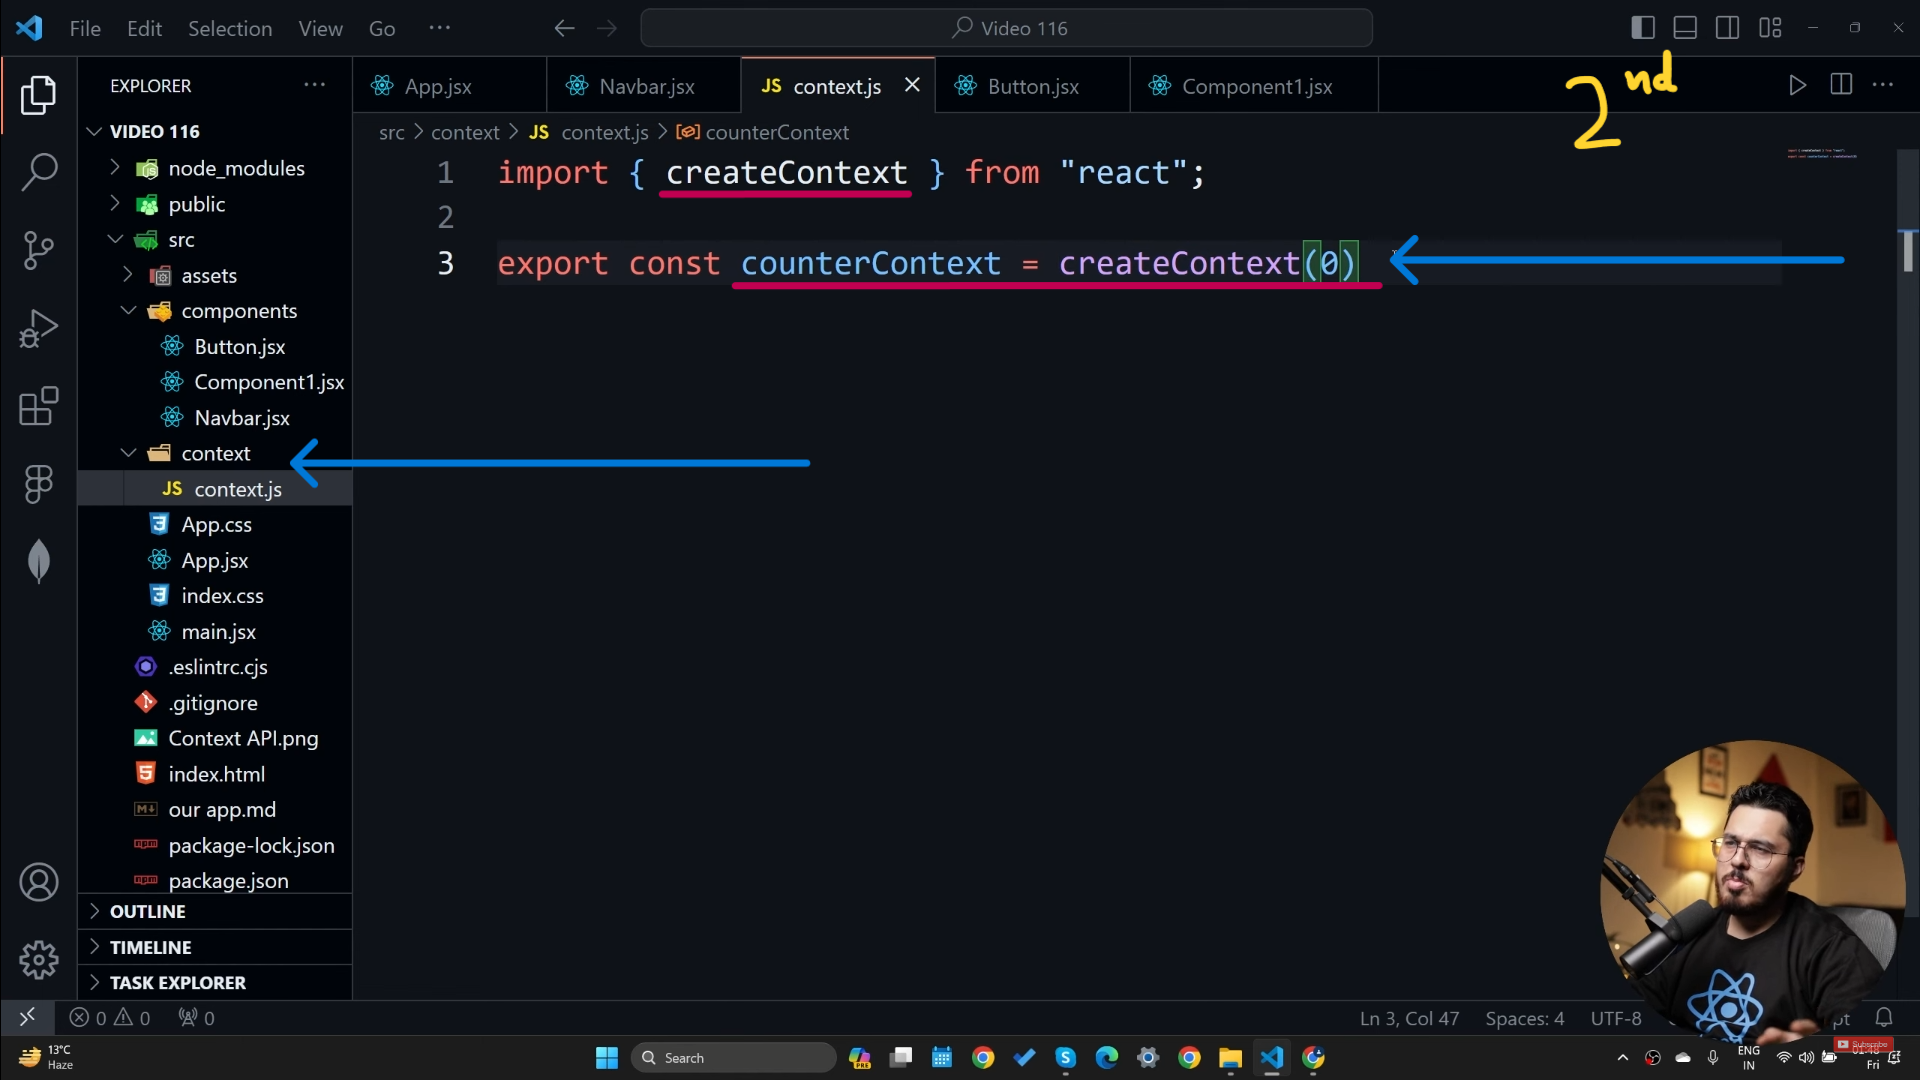 File Edit Selection View Go ···
Video 116
EXPLORER ···
App.jsx Navbar.jsx JS context.js Button.jsx Component1.jsx
2nd
src > context > JS context.js > counterContext
VIDEO 116
node_modules
public
src
assets
components
Button.jsx
Component1.jsx
Navbar.jsx
context
JS context.js
App.css
App.jsx
index.css
main.jsx
.eslintrc.cjs
.gitignore
Context API.png
index.html
our app.md
package-lock.json
package.json
OUTLINE
TIMELINE
TASK EXPLORER
1 import { createContext } from "react";
2
3 export const counterContext = createContext(0)
0 0 0
Ln 3, Col 47 Spaces: 4 UTF-8
Subscribe
13°C
Haze
Search
PRE
ENG
IN
Fri